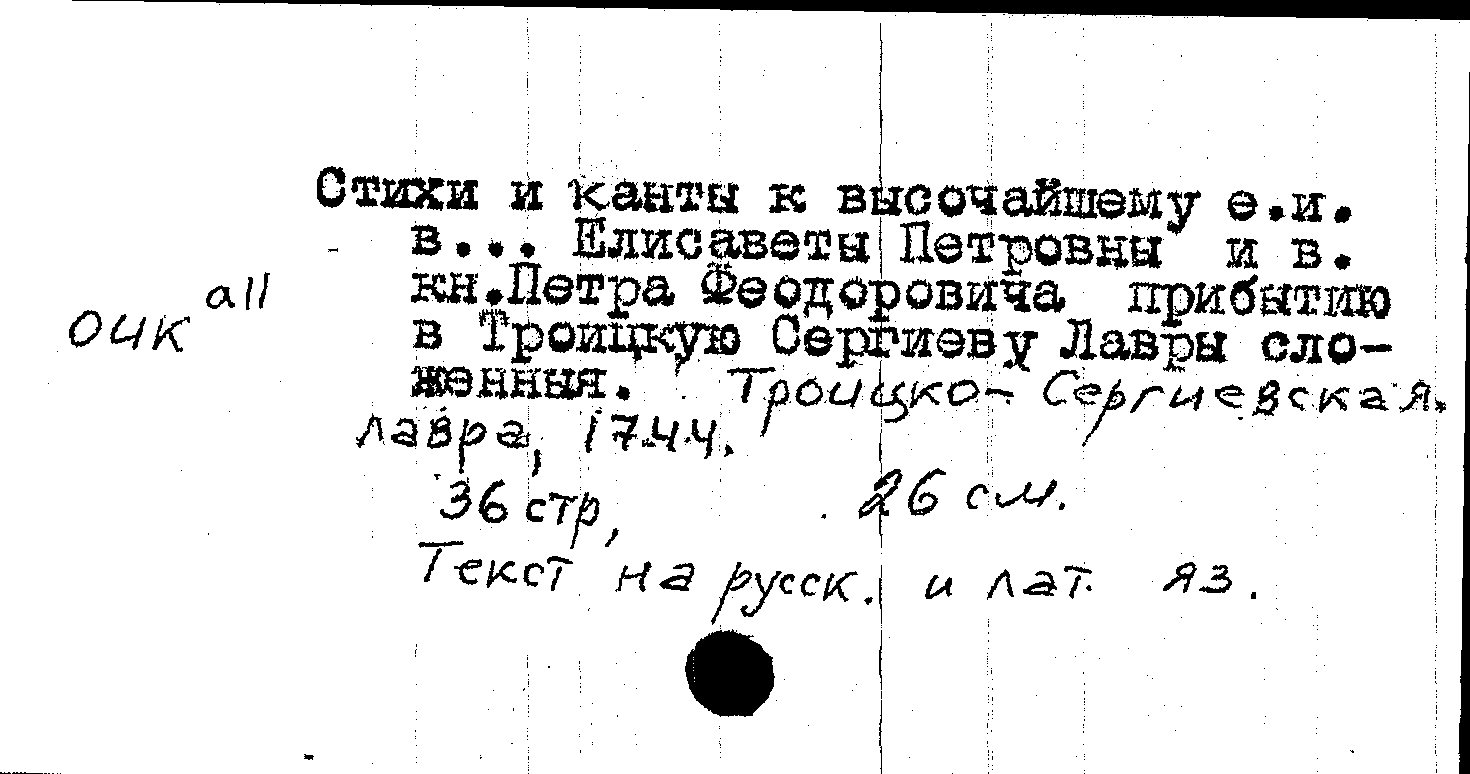 Стихи и канты к высочайшему е.и.
в... Елисаветы Петровны и в.
кн.Петра Феодоровича прибытию
all
очк
в Троицкую Сергиеву Лавры сло-
женныя. Троицко-Сергиевская.
лавра, 1744.
36 стр, 26 см.
Текст на русск. и лат. яз.